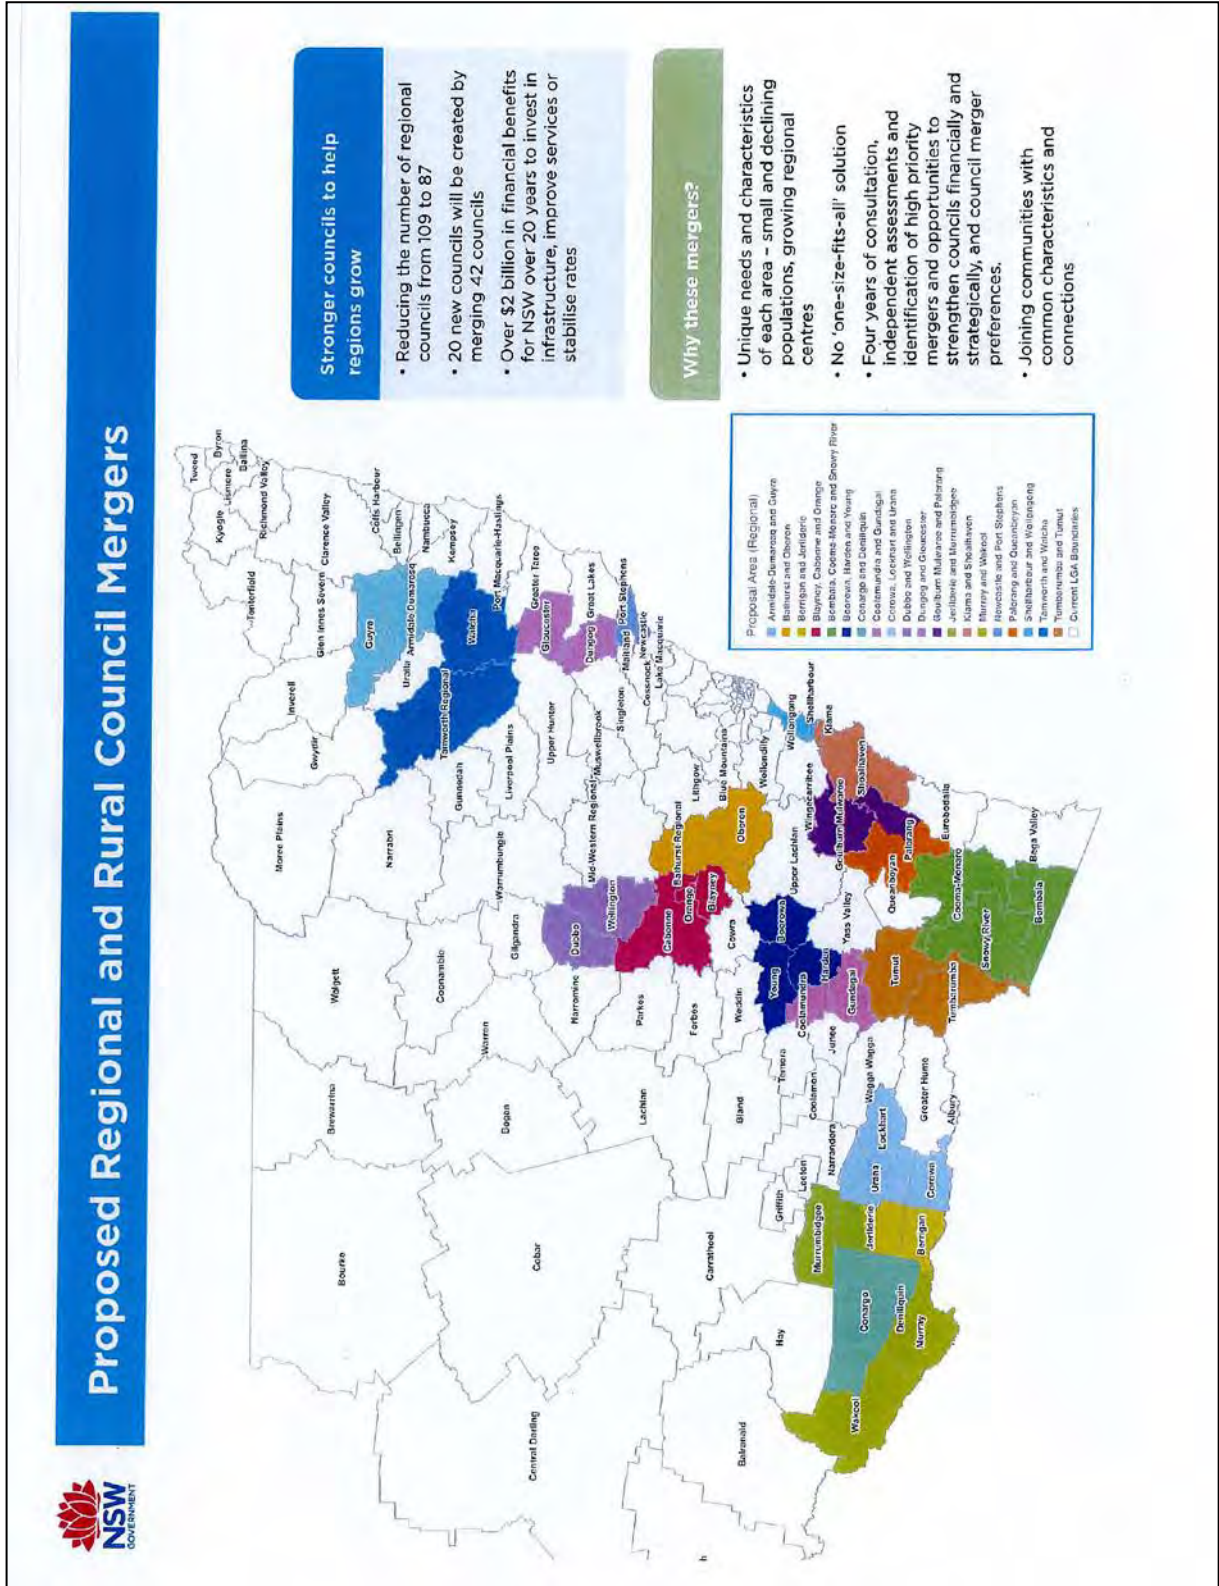 NSW
GOVERNMENT
Proposed Regional and Rural Council Mergers
Stronger councils to help
regions grow
• Reducing the number of regional
councils from 109 to 87
• 20 new councils will be created by
merging 42 councils
• Over $2 billion in financial benefits
for NSW over 20 years to invest in
infrastructure, improve services or
stabilise rates
Why these mergers?
• Unique needs and characteristics
of each area – small and declining
populations, growing regional
centres
• No 'one-size-fits-all' solution
• Four years of consultation,
independent assessments and
identification of high priority
mergers and opportunities to
strengthen councils financially and
strategically, and council merger
preferences.
• Joining communities with
common characteristics and
connections
Proposal Area (Regional)
Armidale-Dumaresq and Guyra
Bathurst and Oberon
Berrigan and Jerilderie
Blayney, Cabonne and Orange
Bombala, Cooma-Monaro and Snowy River
Boorowa, Harden and Young
Conargo and Deniliquin
Cootamundra and Gundagai
Corowa, Lockhart and Urana
Dubbo and Wellington
Dungog and Gloucester
Goulburn Mulwaree and Palerang
Jerilderie and Murrumbidgee
Kiama and Shoalhaven
Murray and Wakool
Newcastle and Port Stephens
Palerang and Queanbeyan
Shellharbour and Wollongong
Tamworth and Walcha
Tumbarumba and Tumut
Current LGA Boundaries
Tweed
Kyogle
Lismore
Byron
Ballina
Richmond Valley
Tenterfield
Clarence Valley
Glen Innes Severn
Coffs Harbour
Bellingen
Nambucca
Kempsey
Inverell
Guyra
Armidale Dumaresq
Uralla
Gwydir
Moree Plains
Narrabri
Tamworth Regional
Walcha
Port Macquarie-Hastings
Greater Taree
Gloucester
Great Lakes
Dungog
Port Stephens
Maitland
Newcastle
Cessnock
Lake Macquarie
Gunnedah
Liverpool Plains
Upper Hunter
Muswellbrook
Singleton
Walgett
Coonamble
Warrumbungle
Gilgandra
Mid-Western Regional
Lithgow
Blue Mountains
Wollondilly
Brewarrina
Warren
Bogan
Narromine
Dubbo
Wellington
Cabonne
Orange
Bathurst Regional
Blayney
Oberon
Parkes
Forbes
Cowra
Weddin
Lachlan
Bland
Bourke
Cobar
Central Darling
Young
Boorowa
Harden
Upper Lachlan
Wingecarribee
Wollongong
Shellharbour
Kiama
Shoalhaven
Goulburn Mulwaree
Yass Valley
Cootamundra
Gundagai
Junee
Temora
Coolamon
Queanbeyan
Palerang
Eurobodalla
Tumut
Tumbarumba
Cooma-Monaro
Snowy River
Bombala
Bega Valley
Wagga Wagga
Greater Hume
Albury
Lockhart
Urana
Corowa
Narrandera
Leeton
Griffith
Carrathool
Murrumbidgee
Jerilderie
Berrigan
Hay
Conargo
Deniliquin
Murray
Wakool
Balranald
h